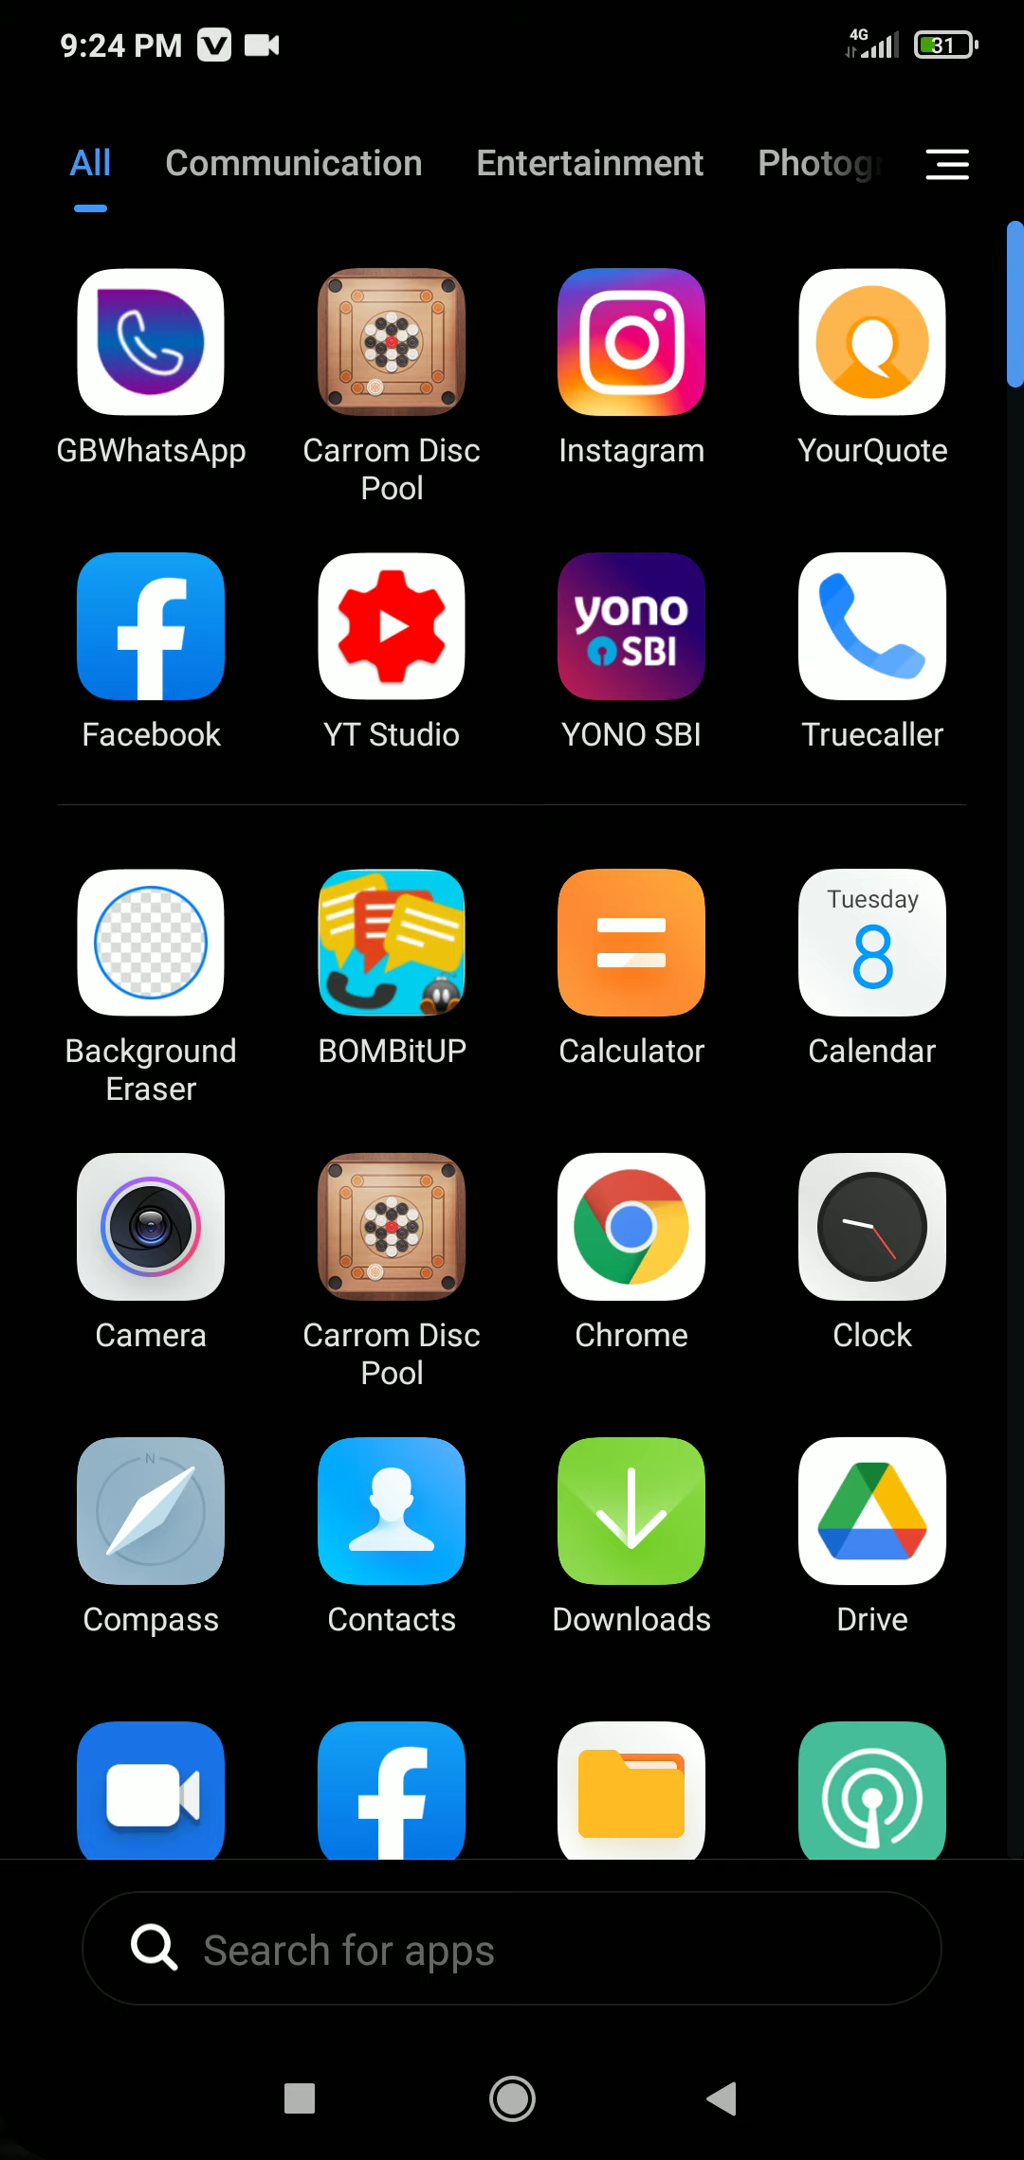 9:24 PM 4G 31
All Communication Entertainment Photog
GBWhatsApp Carrom Disc Pool Instagram YourQuote
yono
SBI
Facebook YT Studio YONO SBI Truecaller
Tuesday
8
Background Eraser BOMBitUP Calculator Calendar
Camera Carrom Disc Pool Chrome Clock
N
Compass Contacts Downloads Drive
Search for apps